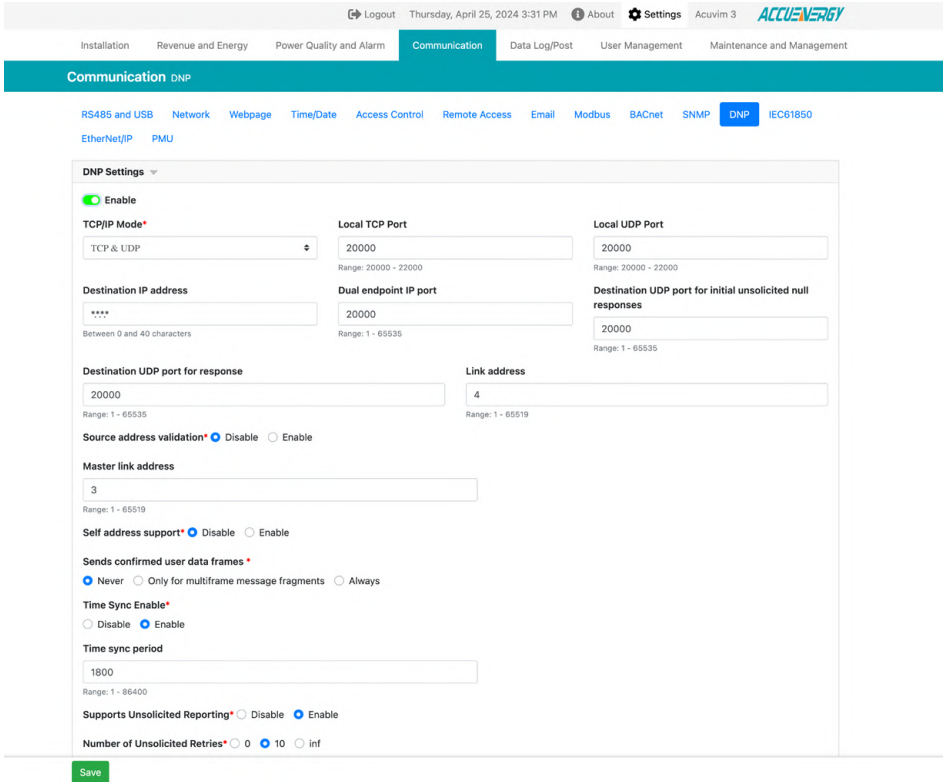 Logout Thursday, April 25, 2024 3:31 PM About Settings Acuvim 3 ACCUENERGY
Installation Revenue and Energy Power Quality and Alarm Communication Data Log/Post User Management Maintenance and Management
Communication DNP
RS485 and USB Network Webpage Time/Date Access Control Remote Access Email Modbus BACnet SNMP DNP IEC61850
EtherNet/IP PMU
DNP Settings
Enable
TCP/IP Mode* Local TCP Port Local UDP Port
TCP & UDP 20000 20000
Range: 20000 - 22000 Range: 20000 - 22000
Destination IP address Dual endpoint IP port Destination UDP port for initial unsolicited null
responses
*.*.*.* 20000
20000
Between 0 and 40 characters Range: 1 - 65535
Range: 1 - 65535
Destination UDP port for response Link address
20000 4
Range: 1 - 65535 Range: 1 - 65519
Source address validation* Disable Enable
Master link address
3
Range: 1 - 65519
Self address support* Disable Enable
Sends confirmed user data frames *
Never Only for multiframe message fragments Always
Time Sync Enable*
Disable Enable
Time sync period
1800
Range: 1 - 86400
Supports Unsolicited Reporting* Disable Enable
Number of Unsolicited Retries* 0 10 inf
Save